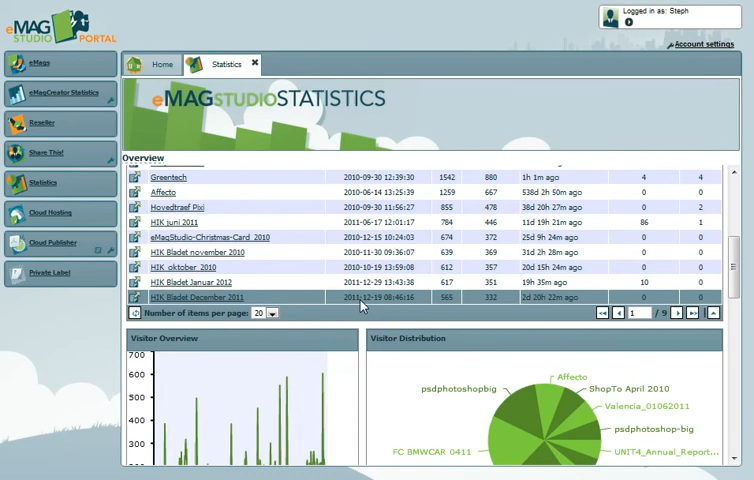 eMAG
STUDIO PORTAL
Logged in as: Steph
Account settings
eMags
eMagCreator Statistics
Reseller
Share This!
Statistics
Cloud Hosting
Cloud Publisher
Private Label
Home Statistics
eMAGSTUDIOSTATISTICS
Overview
Greentech 2010-09-30 12:39:30 1542 880 1h 1m ago 4 4
Affecto 2010-06-14 13:25:39 1259 667 538d 2h 50m ago 0 0
Hovedtraef Pixi 2010-09-30 11:56:27 855 478 38d 20h 27m ago 0 2
HIK juni 2011 2011-06-17 12:01:17 784 446 11d 19h 21m ago 86 1
eMagStudio-Christmas-Card_2010 2010-12-15 10:24:03 674 372 25d 9h 24m ago 0 0
HIK Bladet november 2010 2010-11-30 09:36:07 639 369 31d 2h 28m ago 0 0
HIK_oktober_2010 2010-10-19 13:59:08 612 357 20d 15h 24m ago 0 0
HIK Bladet Januar 2012 2011-12-29 13:43:38 617 351 19h 35m ago 10 0
HIK Bladet December 2011 2011-12-19 08:46:16 565 332 2d 20h 22m ago 0 0
Number of items per page: 20 1 / 9
Visitor Overview
700
600
500
400
300
Visitor Distribution
Affecto
psdphotoshopbig
ShopTo April 2010
Valencia_01062011
psdphotoshop-big
FC BMWCAR 0411
UNIT4_Annual_Report...